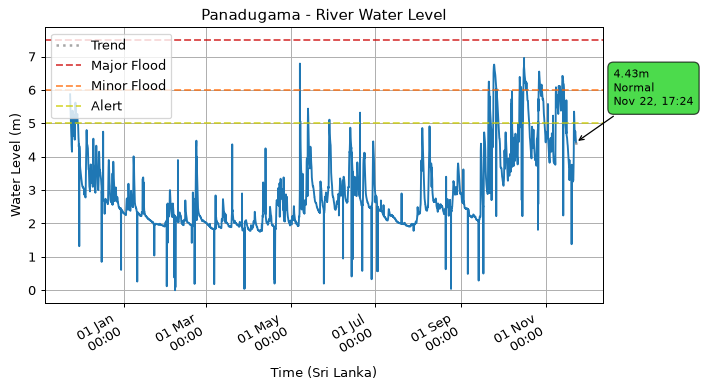 Panadugama - River Water Level
Trend
Major Flood
Minor Flood
Alert
4.43m
Normal
Nov 22, 17:24
Water Level (m)
7
6
5
4
3
2
1
0
01 Jan
00:00
01 Mar
00:00
01 May
00:00
01 Jul
00:00
01 Sep
00:00
01 Nov
00:00
Time (Sri Lanka)